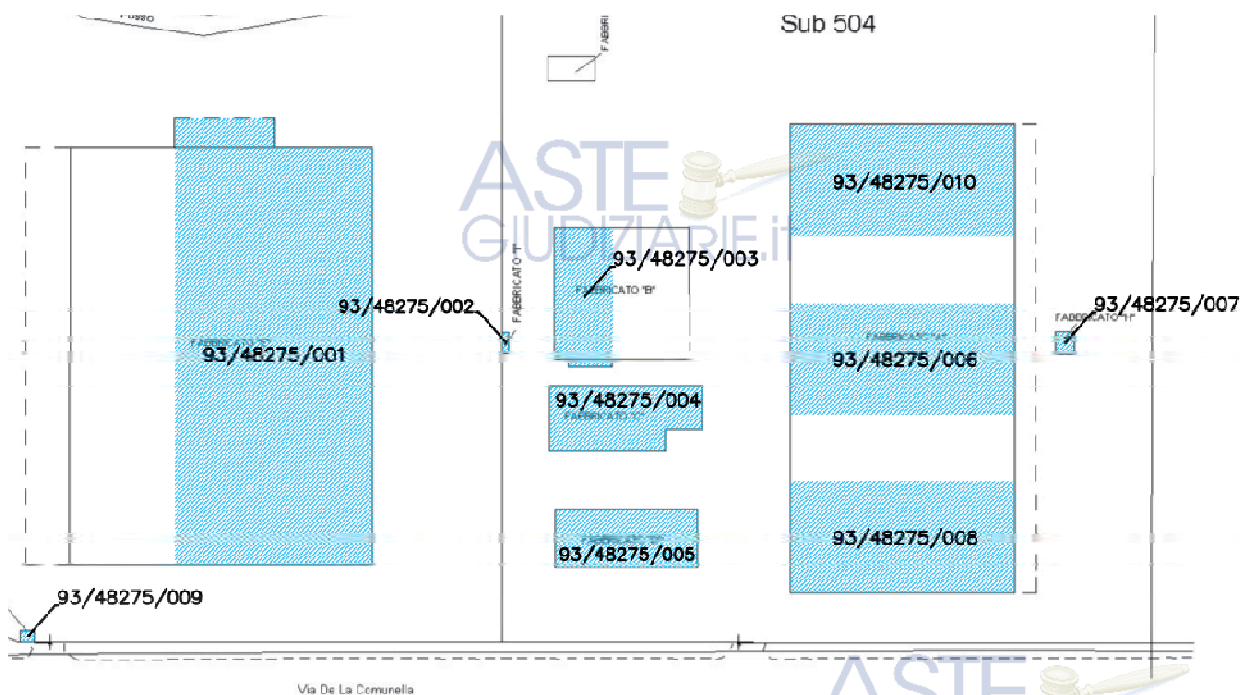 Sub 504
ASTE
GIUDIZIARIE.it
93/48275/010
93/48275/003
FABBRICATO "B"
93/48275/002
93/48275/007
93/48275/001
93/48275/006
93/48275/004
FABBRICATO "C"
93/48275/005
93/48275/008
93/48275/009
Via De La Comunella
ASTE